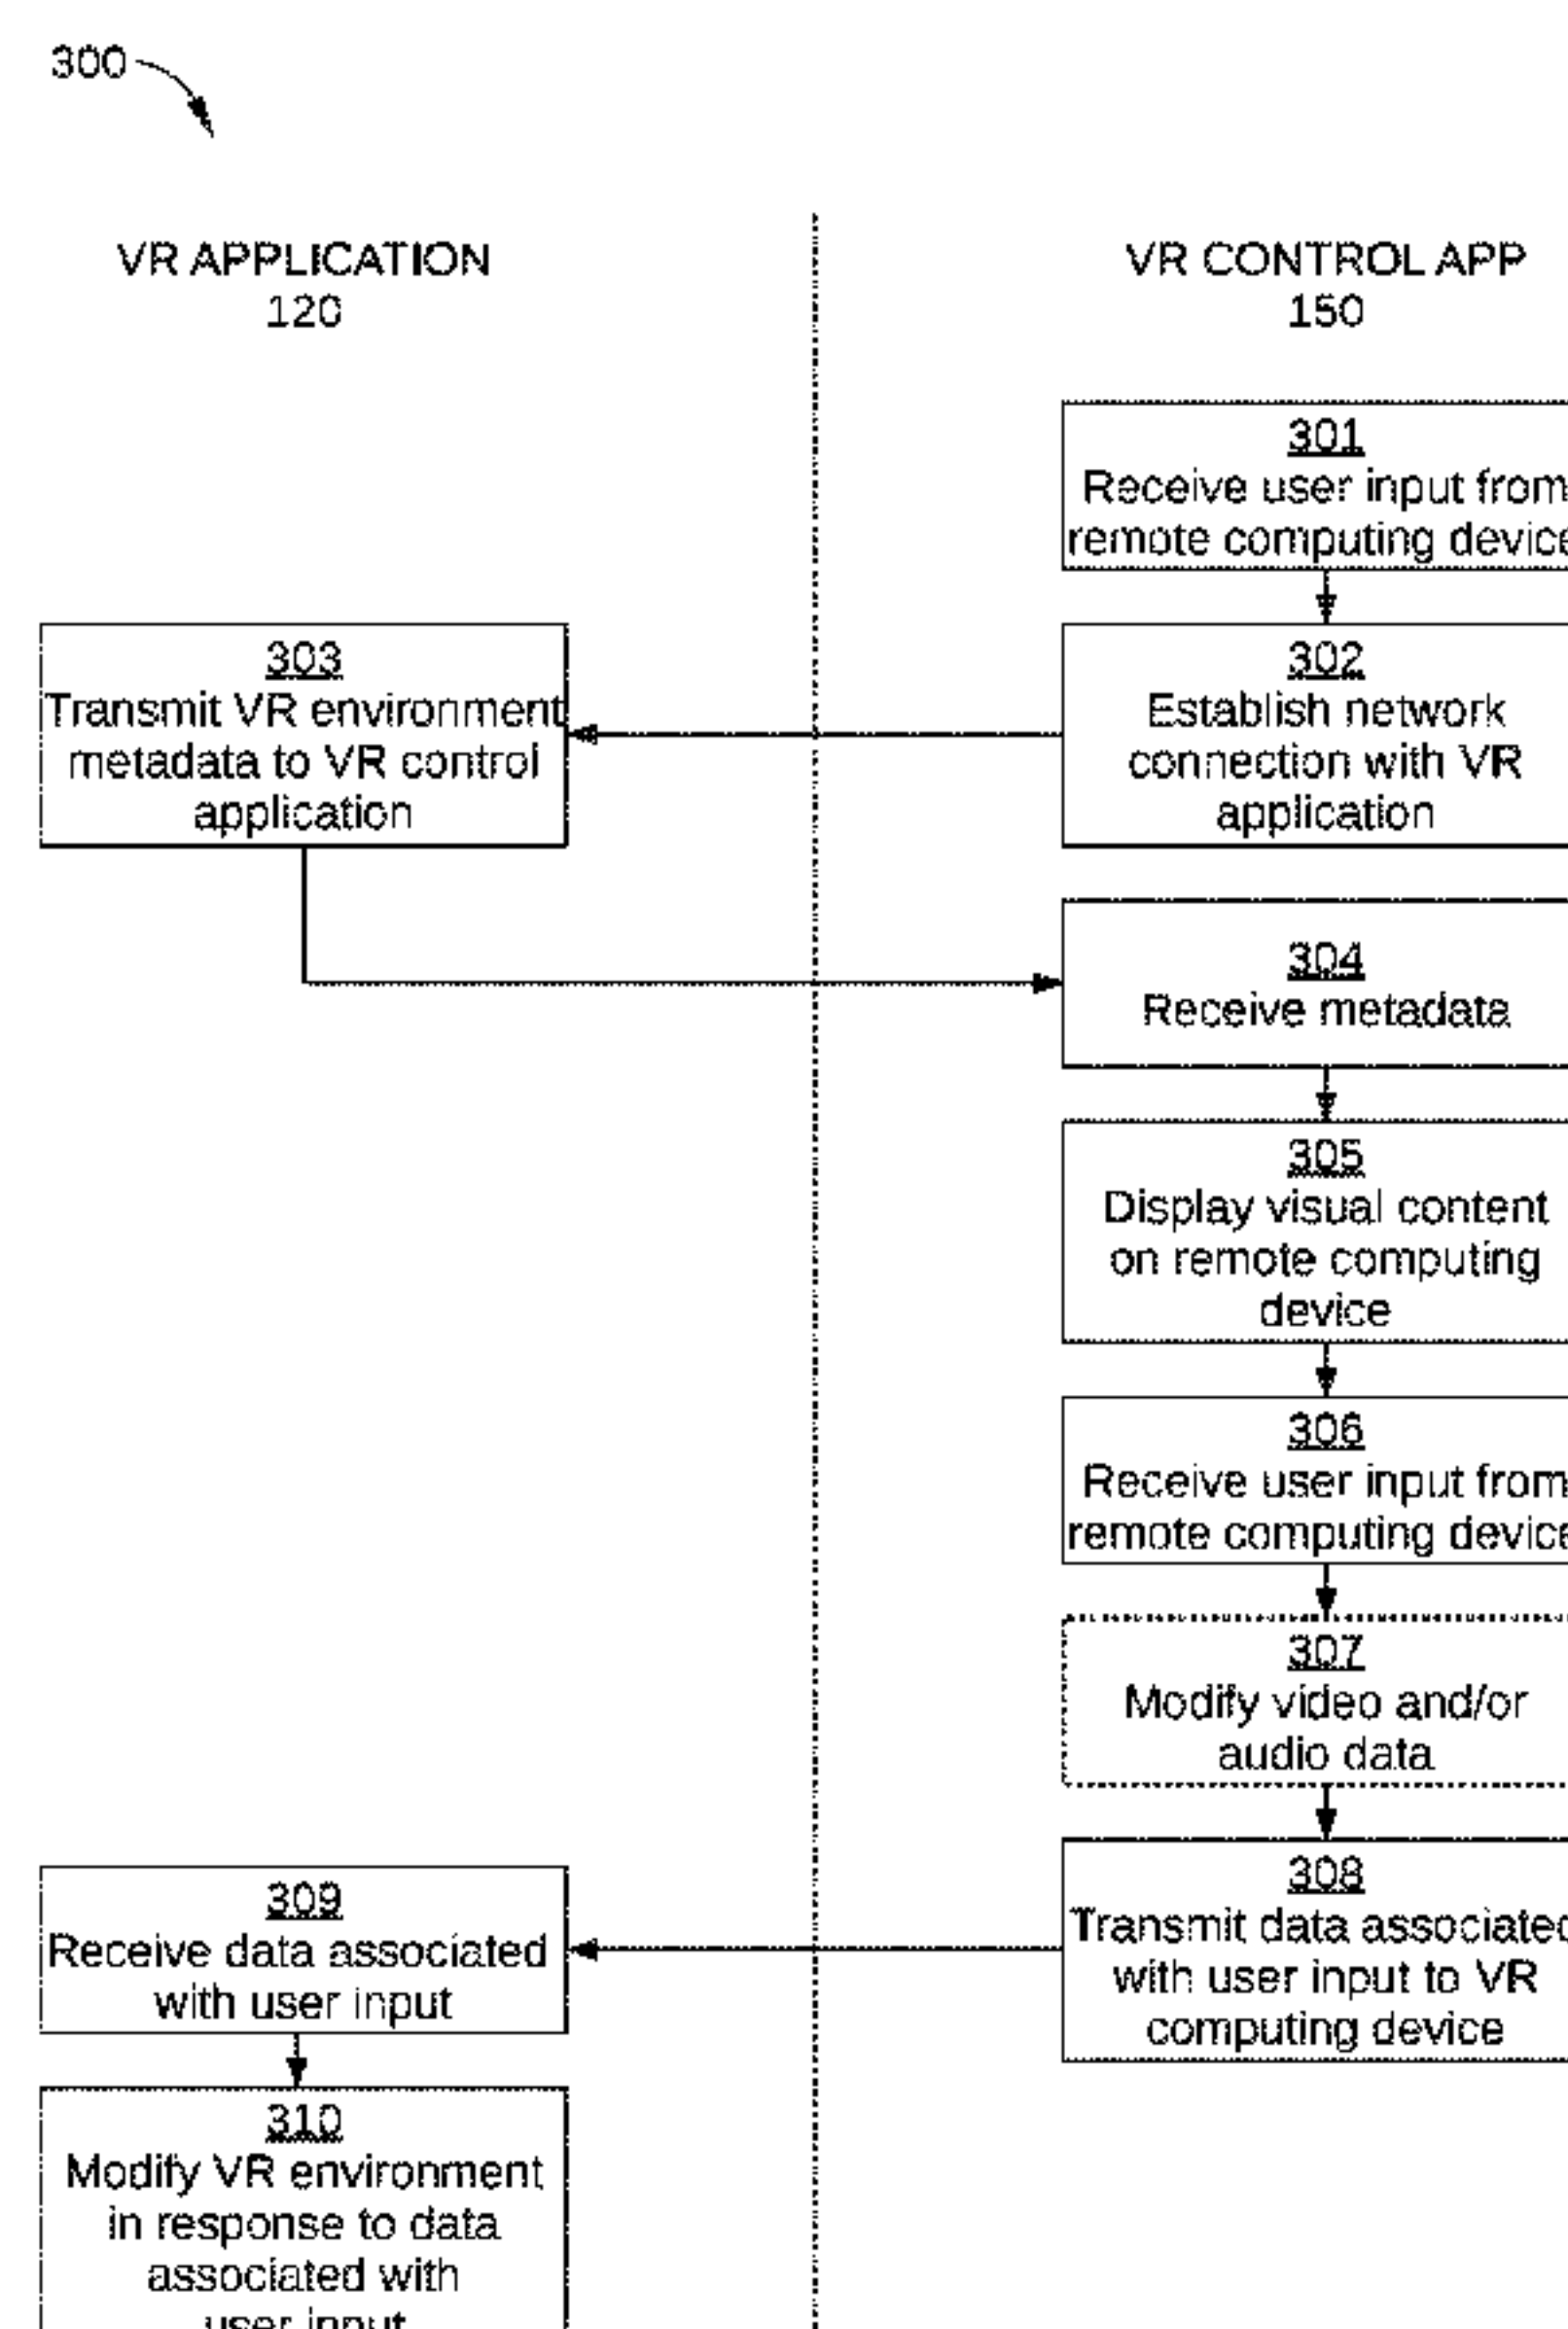 300
VR APPLICATION
120
VR CONTROL APP
150
301
Receive user input from
remote computing device
302
Establish network
connection with VR
application
303
Transmit VR environment
metadata to VR control
application
304
Receive metadata
305
Display visual content
on remote computing
device
306
Receive user input from
remote computing device
307
Modify video and/or
audio data
308
Transmit data associated
with user input to VR
computing device
309
Receive data associated
with user input
310
Modify VR environment
in response to data
associated with
user input